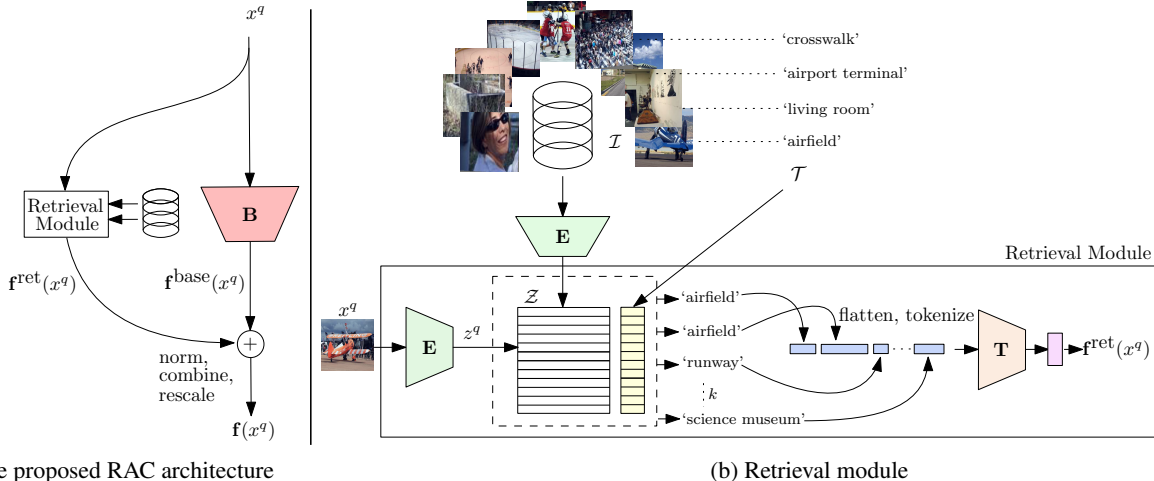 x^q
Retrieval
Module
B
f^ret(x^q)
f^base(x^q)
+
norm,
combine,
rescale
f(x^q)
e proposed RAC architecture
'crosswalk'
'airport terminal'
'living room'
'airfield'
I
T
E
Retrieval Module
x^q
E
z^q
Z
'airfield'
'airfield'
'runway'
k
'science museum'
flatten, tokenize
T
f^ret(x^q)
(b) Retrieval module